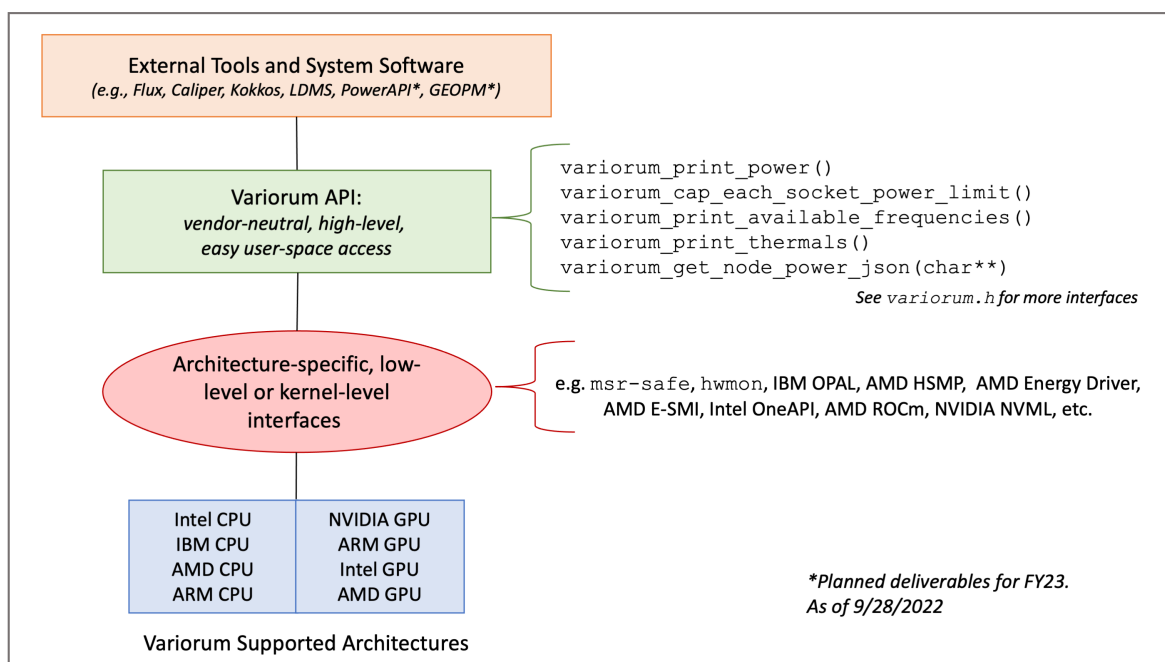 External Tools and System Software
(e.g., Flux, Caliper, Kokkos, LDMS, PowerAPI*, GEOPM*)
Variorum API:
vendor-neutral, high-level,
easy user-space access
variorum_print_power()
variorum_cap_each_socket_power_limit()
variorum_print_available_frequencies()
variorum_print_thermals()
variorum_get_node_power_json(char**)
See variorum.h for more interfaces
Architecture-specific, low-
level or kernel-level
interfaces
e.g. msr-safe, hwmon, IBM OPAL, AMD HSMP, AMD Energy Driver,
AMD E-SMI, Intel OneAPI, AMD ROCm, NVIDIA NVML, etc.
Intel CPU
IBM CPU
AMD CPU
ARM CPU
NVIDIA GPU
ARM GPU
Intel GPU
AMD GPU
Variorum Supported Architectures
*Planned deliverables for FY23.
As of 9/28/2022